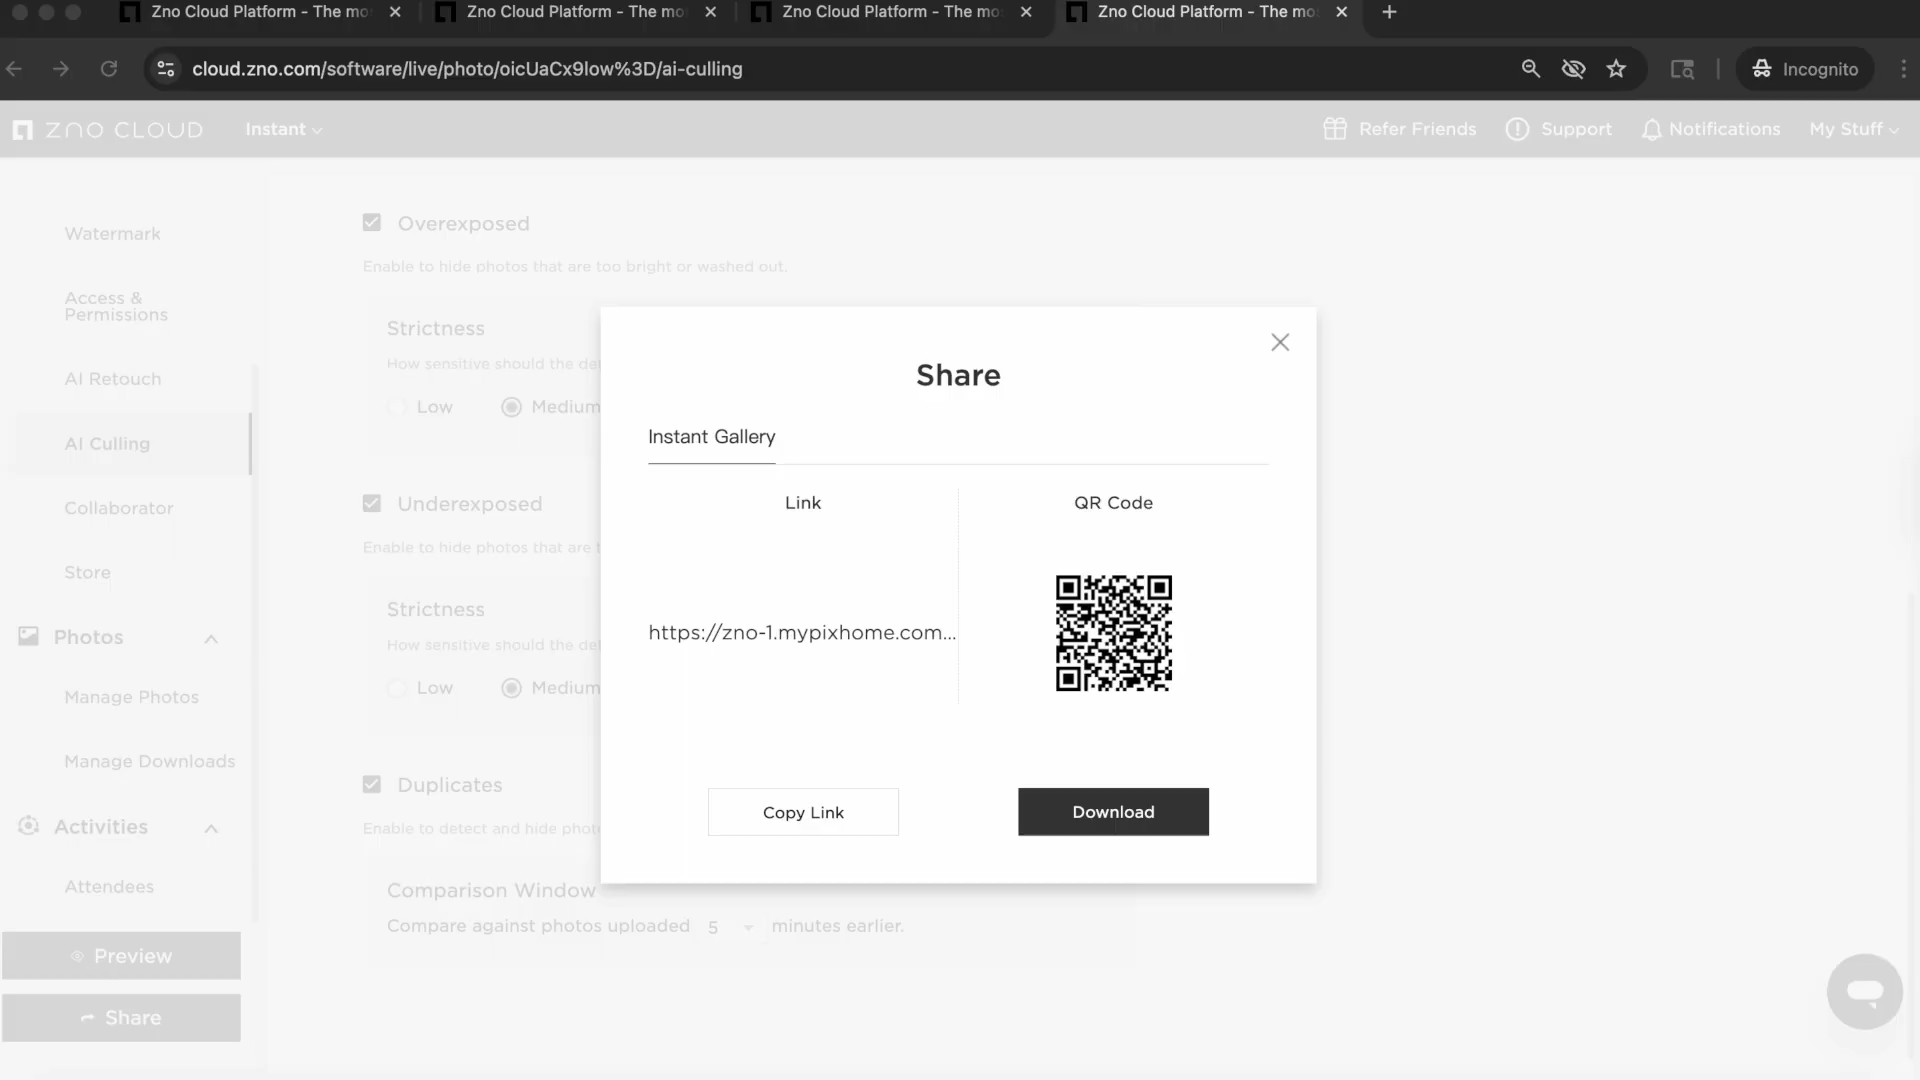 Zno Cloud Platform - The mo
Zno Cloud Platform - The mo
Zno Cloud Platform - The mo
Zno Cloud Platform - The mo
cloud.zno.com/software/live/photo/oicUaCx9low%3D/ai-culling
Incognito
ZNO CLOUD
Instant
Refer Friends
Support
Notifications
My Stuff
Watermark
Access &
Permissions
AI Retouch
AI Culling
Collaborator
Store
Photos
Manage Photos
Manage Downloads
Activities
Attendees
Preview
Share
Overexposed
Enable to hide photos that are too bright or washed out.
Strictness
How sensitive should the de
Low
Medium
Underexposed
Enable to hide photos that are
Strictness
How sensitive should the de
Low
Medium
Duplicates
Enable to detect and hide phot
Comparison Window
Compare against photos uploaded 5 minutes earlier.
Share
Instant Gallery
Link
QR Code
https://zno-1.mypixhome.com...
Copy Link
Download